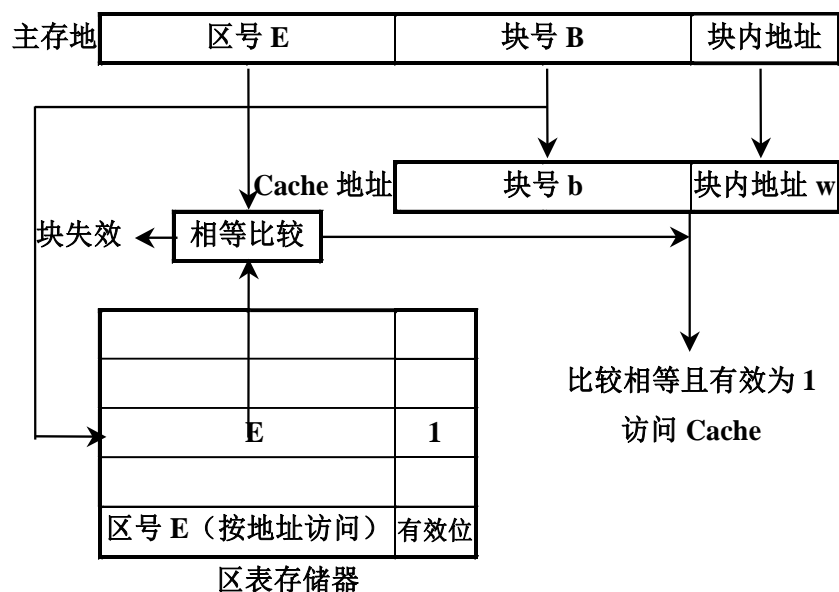 主存地 区号 E 块号 B 块内地址
Cache 地址 块号 b 块内地址 w
块失效 相等比较
比较相等且有效为 1
E 1 访问 Cache
区号 E（按地址访问） 有效位
区表存储器